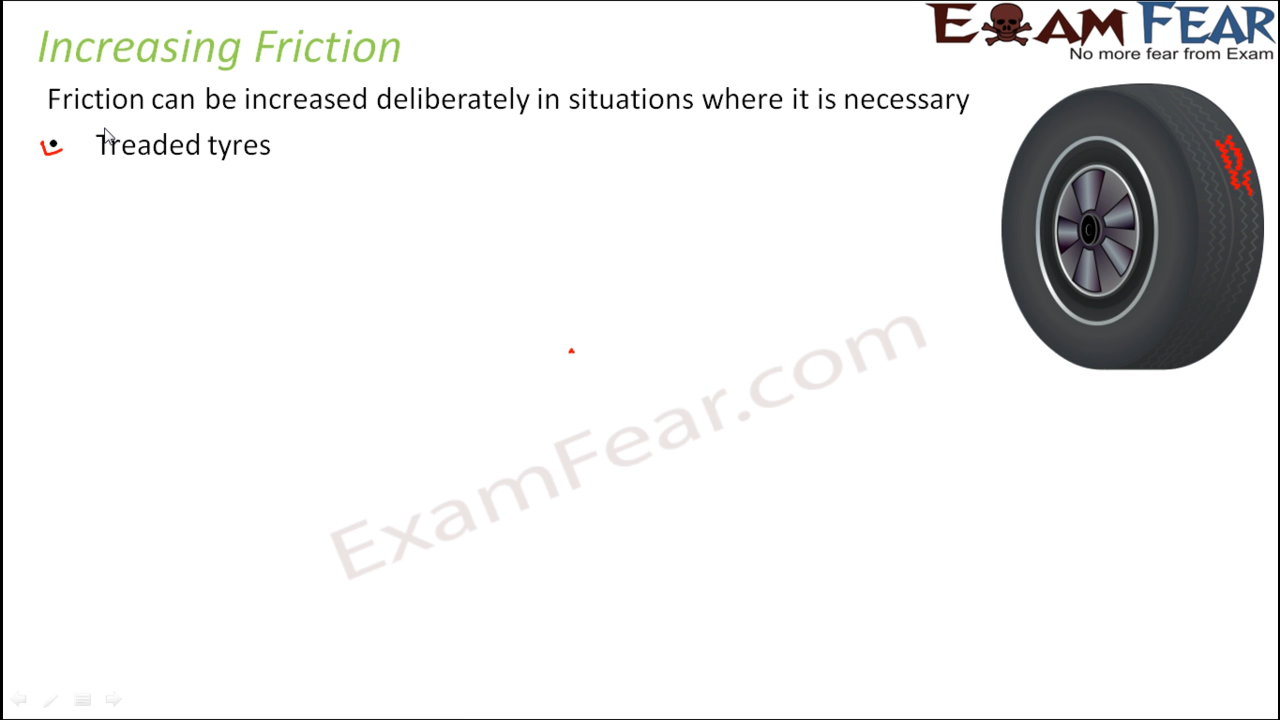 Increasing Friction
EXAM FEAR
No more fear from Exam
Friction can be increased deliberately in situations where it is necessary
• Treaded tyres
ExamFear.com